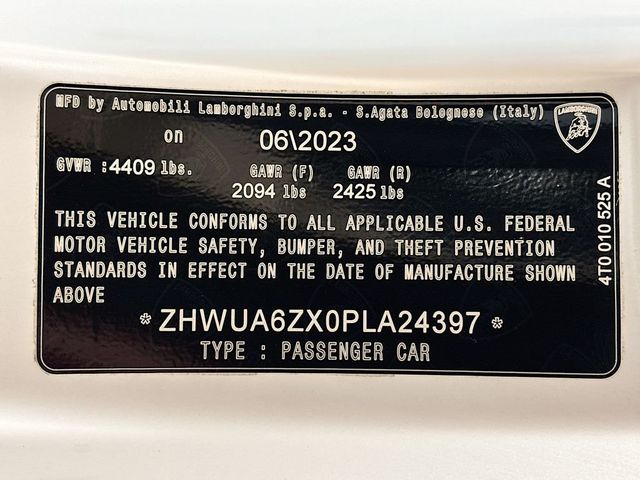 MFD by Automobili Lamborghini S.p.a. - S.Agata Bolognese (Italy)
LAMBORGHINI
on 06\2023
GVWR : 4409 lbs. GAWR (F) GAWR (R)
2094 lbs 2425 lbs
THIS VEHICLE CONFORMS TO ALL APPLICABLE U.S. FEDERAL
MOTOR VEHICLE SAFETY, BUMPER, AND THEFT PREVENTION
STANDARDS IN EFFECT ON THE DATE OF MANUFACTURE SHOWN
ABOVE
* ZHWUA6ZX0PLA24397 *
TYPE : PASSENGER CAR
4T0 010 525 A